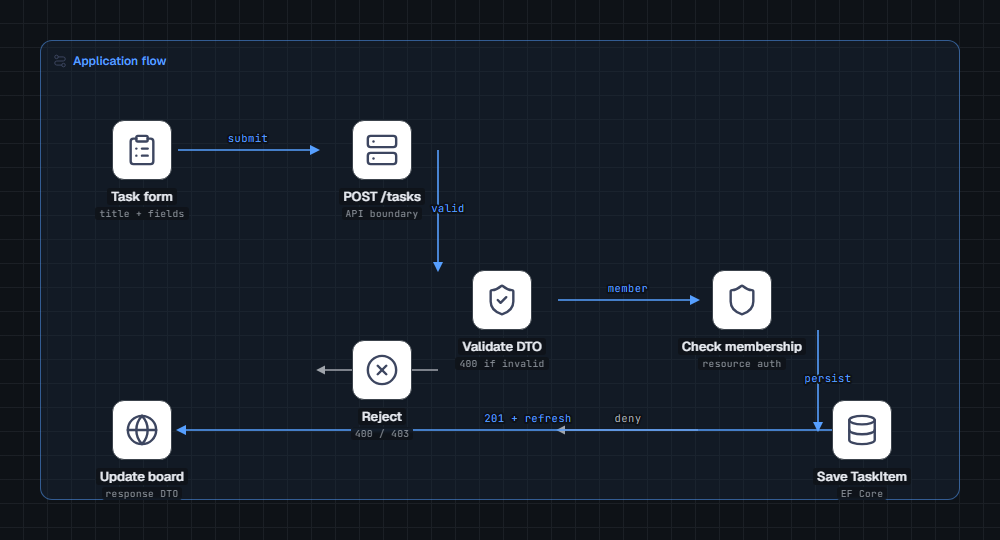 Application flow
submit
Task form
title + fields
POST /tasks
API boundary
valid
member
Validate DTO
400 if invalid
Check membership
resource auth
persist
Reject
400 / 403
201 + refresh
deny
Update board
response DTO
Save TaskItem
EF Core